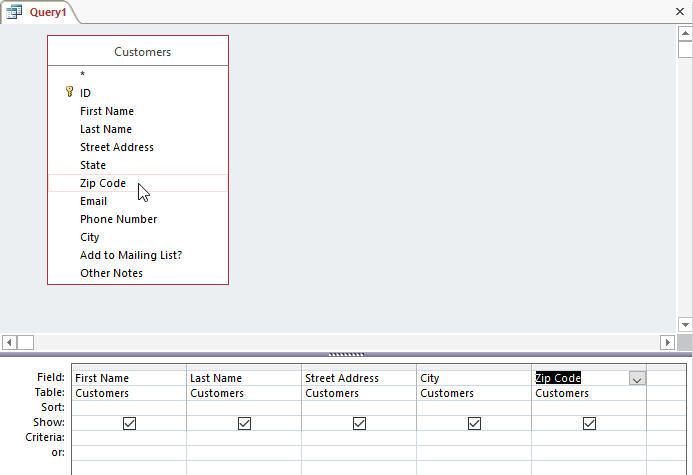 Query1
Customers
*
ID
First Name
Last Name
Street Address
State
Zip Code
Email
Phone Number
City
Add to Mailing List?
Other Notes
Field: First Name Last Name Street Address City Zip Code
Table: Customers Customers Customers Customers Customers
Sort:
Show:
Criteria:
or: